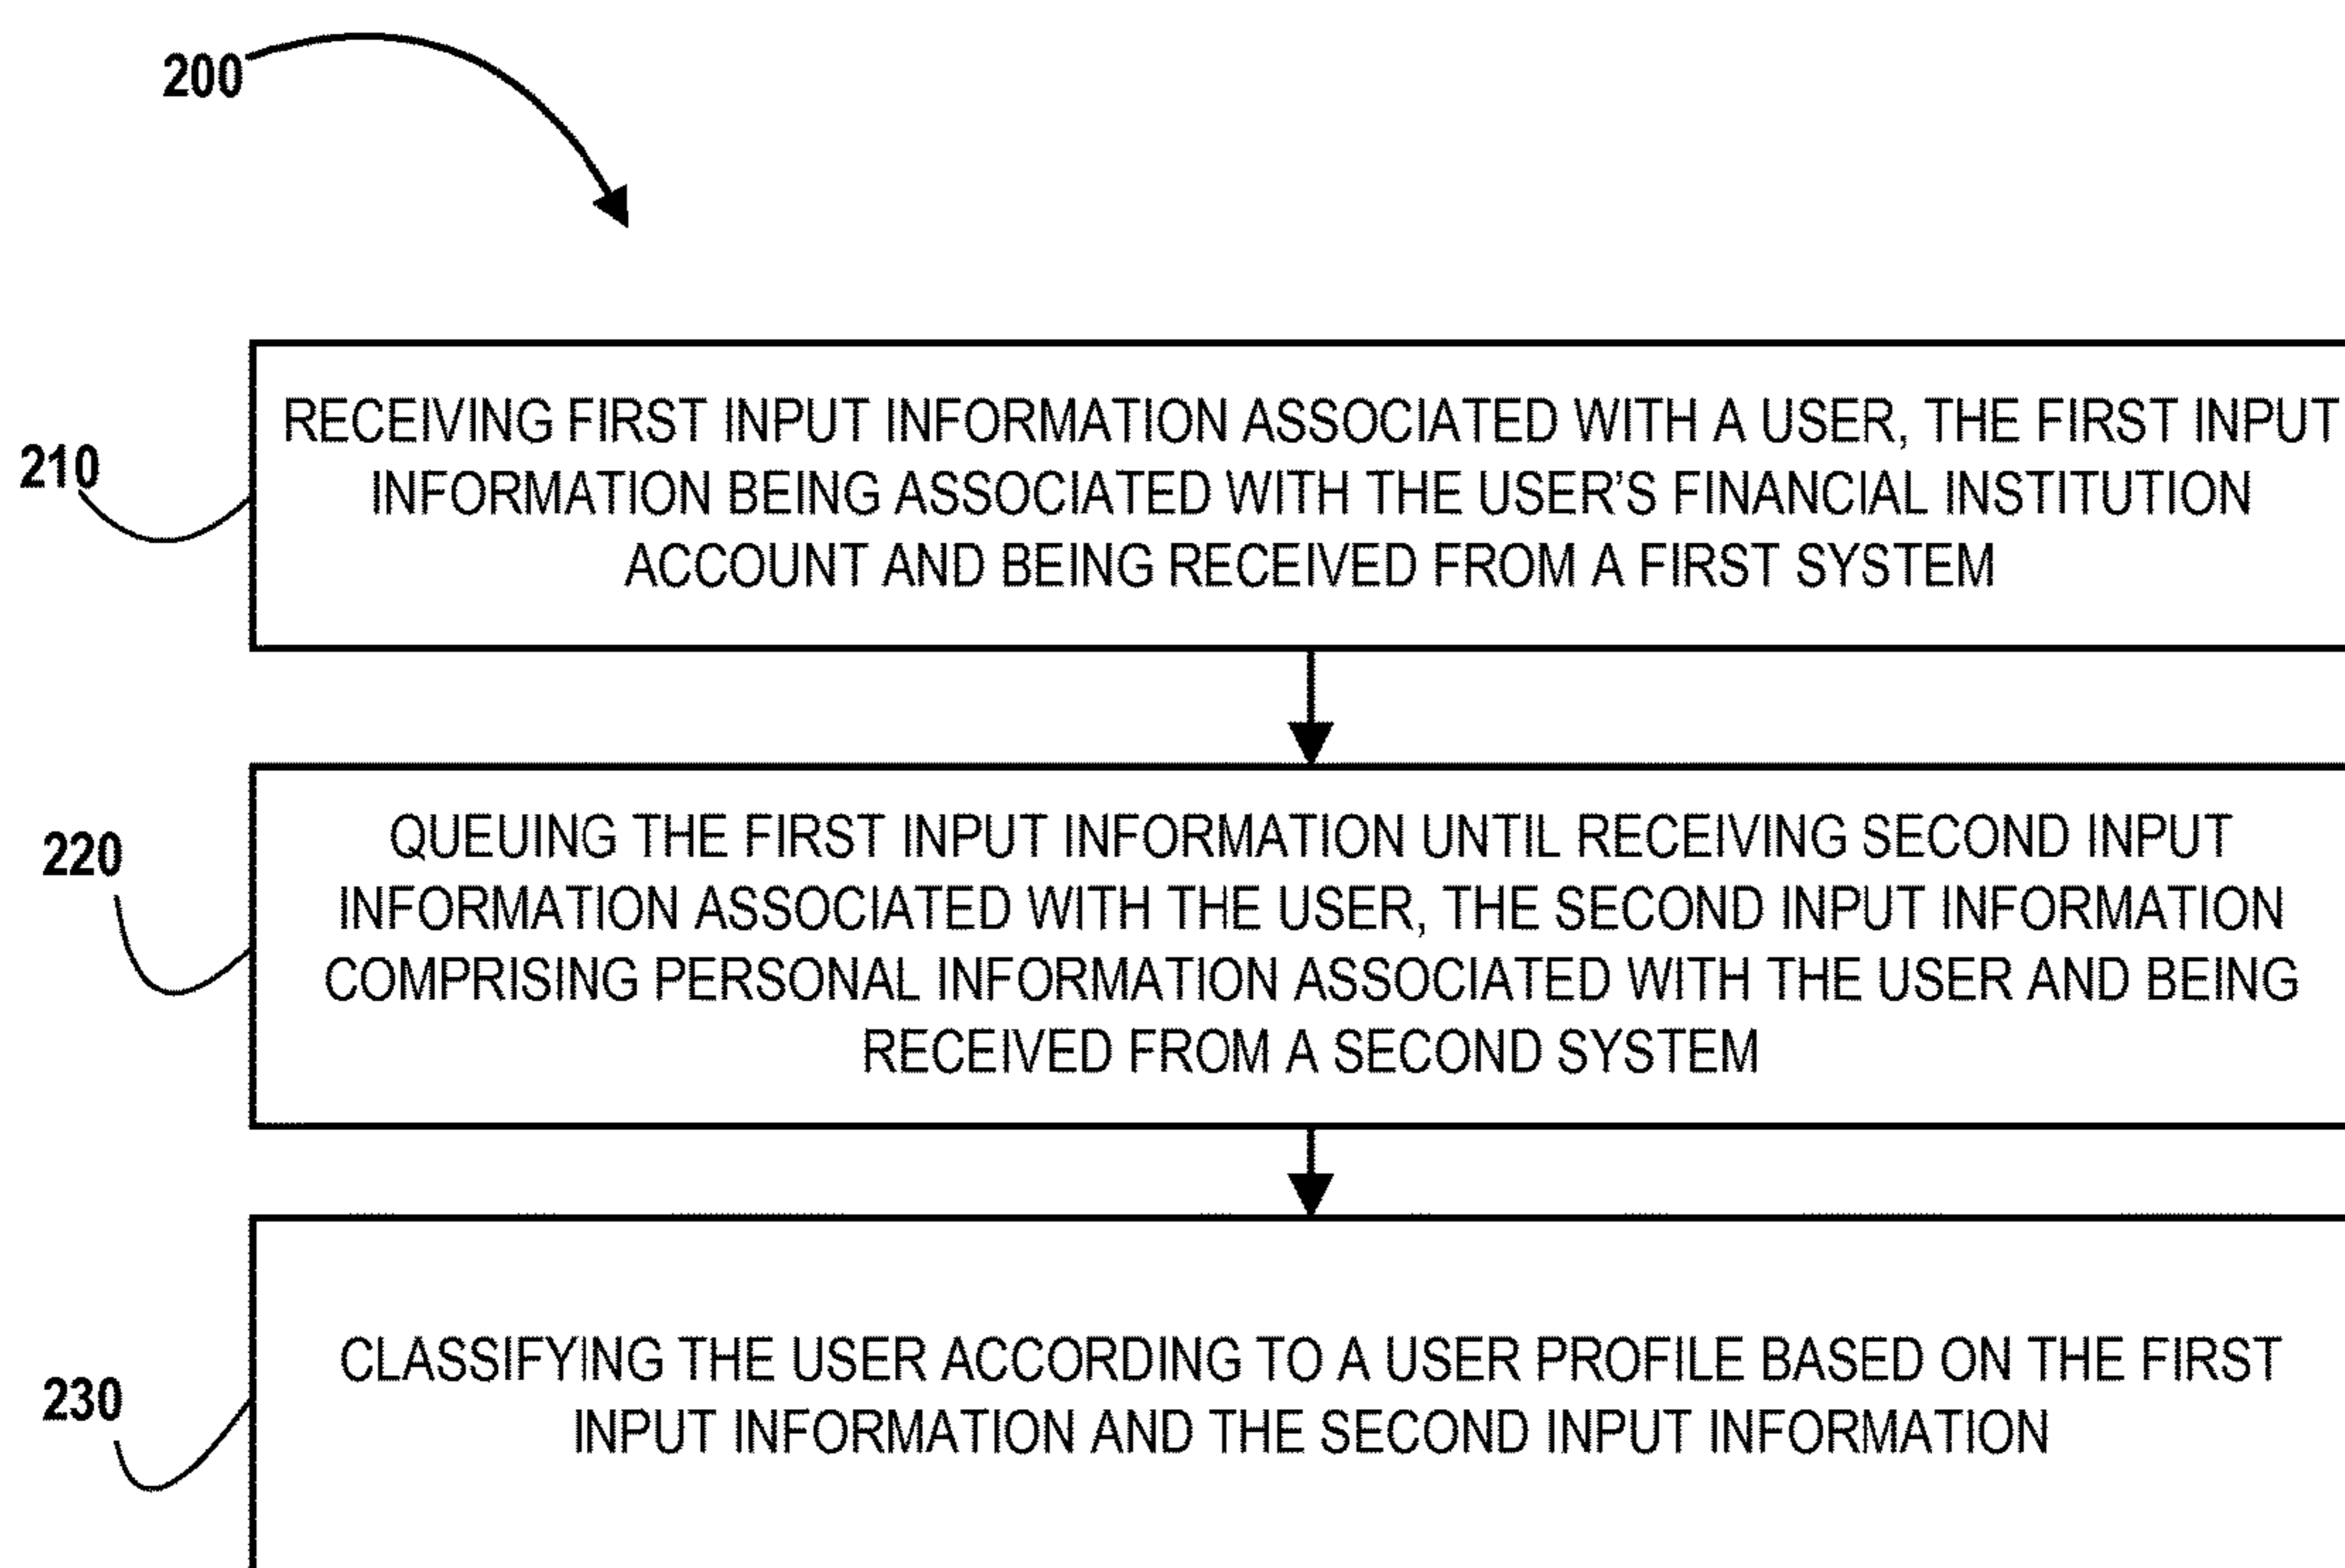 200
210
RECEIVING FIRST INPUT INFORMATION ASSOCIATED WITH A USER, THE FIRST INPUT
INFORMATION BEING ASSOCIATED WITH THE USER’S FINANCIAL INSTITUTION
ACCOUNT AND BEING RECEIVED FROM A FIRST SYSTEM
220
QUEUING THE FIRST INPUT INFORMATION UNTIL RECEIVING SECOND INPUT
INFORMATION ASSOCIATED WITH THE USER, THE SECOND INPUT INFORMATION
COMPRISING PERSONAL INFORMATION ASSOCIATED WITH THE USER AND BEING
RECEIVED FROM A SECOND SYSTEM
230
CLASSIFYING THE USER ACCORDING TO A USER PROFILE BASED ON THE FIRST
INPUT INFORMATION AND THE SECOND INPUT INFORMATION